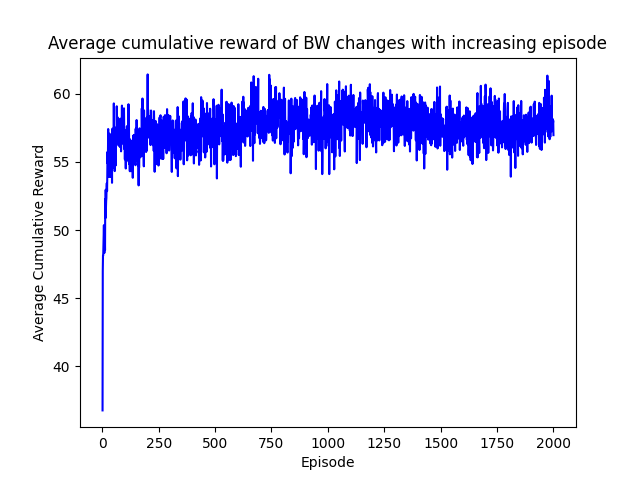 Average cumulative reward of BW changes with increasing episode
60
55
50
45
40
Average Cumulative Reward
0 250 500 750 1000 1250 1500 1750 2000
Episode